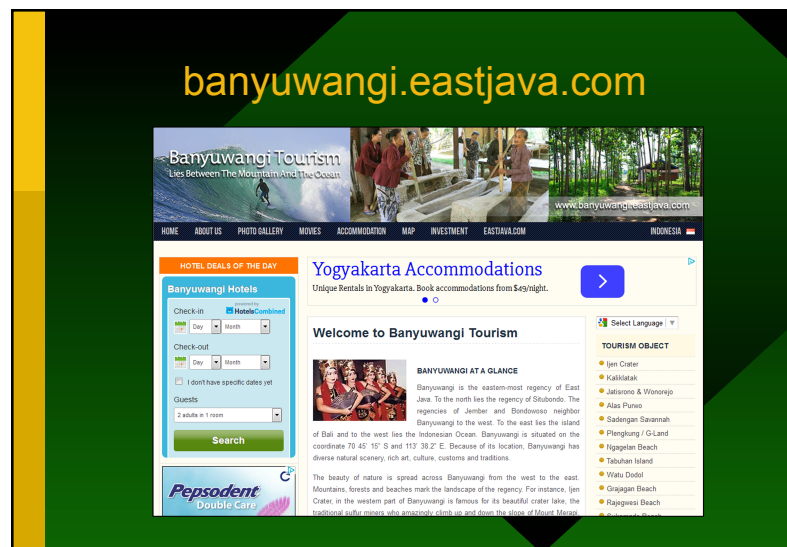 banyuwangi.eastjava.com
Banyuwangi Tourism
Lies Between The Mountain And The Ocean
www.banyuwangi.eastjava.com
HOME ABOUT US PHOTO GALLERY MOVIES ACCOMMODATION MAP INVESTMENT EASTJAVA.COM INDONESIA
HOTEL DEALS OF THE DAY
Banyuwangi Hotels
powered by
HotelsCombined
Check-in
Day Month
Check-out
Day Month
I don't have specific dates yet
Guests
2 adults in 1 room
Search
Pepsodent
Double Care
Yogyakarta Accommodations
Unique Rentals in Yogyakarta. Book accommodations from $49/night.
Welcome to Banyuwangi Tourism
BANYUWANGI AT A GLANCE
Banyuwangi is the eastern-most regency of East
Java. To the north lies the regency of Situbondo. The
regencies of Jember and Bondowoso neighbor
Banyuwangi to the west. To the east lies the island
of Bali and to the west lies the Indonesian Ocean. Banyuwangi is situated on the
coordinate 70 45' 15" S and 113' 38.2" E. Because of its location, Banyuwangi has
diverse natural scenery, rich art, culture, customs and traditions.
The beauty of nature is spread across Banyuwangi from the west to the east.
Mountains, forests and beaches mark the landscape of the regency. For instance, Ijen
Crater, in the western part of Banyuwangi is famous for its beautiful crater lake, the
traditional sulfur miners who amazingly climb up and down the slope of Mount Merapi,
Select Language
TOURISM OBJECT
Ijen Crater
Kaliklatak
Jatisrono & Wonorejo
Alas Purwo
Sadengan Savannah
Plengkung / G-Land
Ngagelan Beach
Tabuhan Island
Watu Dodol
Grajagan Beach
Rajegwesi Beach